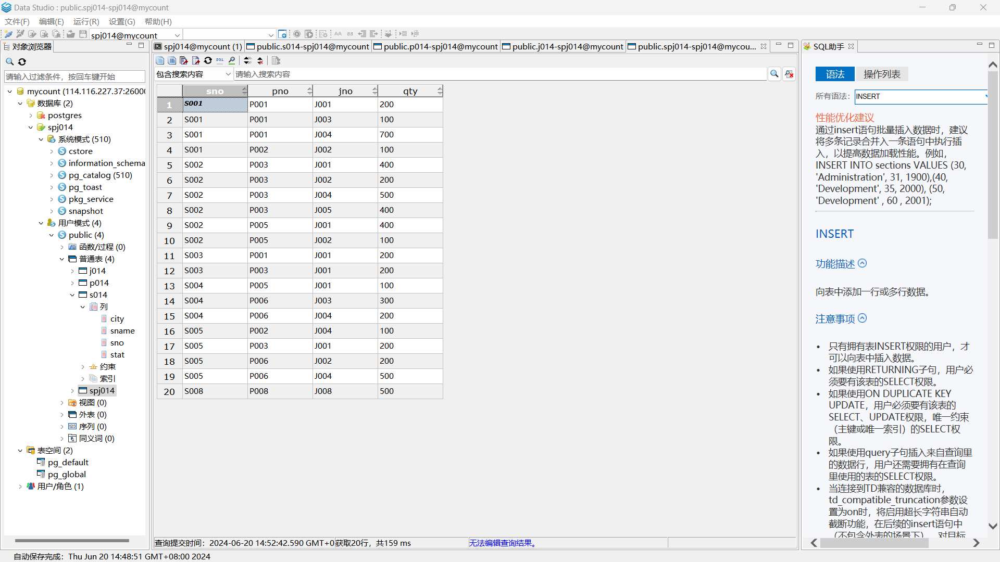 Data Studio : public.spj014-spj014@mycount
文件(F) 编辑(E) 运行(R) 设置(G) 帮助(H)
spj014@mycount
对象浏览器
请输入过滤条件，按回车键开始
mycount (114.116.227.37:2600
数据库 (2)
postgres
spj014
系统模式 (510)
cstore
information_schema
pg_catalog (510)
pg_toast
pkg_service
snapshot
用户模式 (4)
public (4)
函数/过程 (0)
普通表 (4)
j014
p014
s014
列
city
sname
sno
stat
约束
索引
spj014
视图 (0)
外表 (0)
序列 (0)
同义词 (0)
表空间 (2)
pg_default
pg_global
用户/角色 (1)
spj014@mycount (1) public.s014-spj014@mycount public.p014-spj014@mycount public.j014-spj014@mycount public.spj014-spj014@mycou...
包含搜索内容 请输入搜索内容
sno pno jno qty
1 S001 P001 J001 200
2 S001 P001 J003 100
3 S001 P001 J004 700
4 S001 P002 J002 100
5 S002 P003 J001 400
6 S002 P003 J002 200
7 S002 P003 J004 500
8 S002 P003 J005 400
9 S002 P005 J001 400
10 S002 P005 J002 100
11 S003 P001 J001 200
12 S003 P003 J001 200
13 S004 P005 J001 100
14 S004 P006 J003 300
15 S004 P006 J004 200
16 S005 P002 J004 100
17 S005 P003 J001 200
18 S005 P006 J002 200
19 S005 P006 J004 500
20 S008 P008 J008 500
查询提交时间：2024-06-20 14:52:42.590 GMT+0 获取20行，共159 ms 无法编辑查询结果。
SQL助手
语法 操作列表
所有语法: INSERT
性能优化建议
通过insert语句批量插入数据时，建议
将多条记录合并入一条语句中执行插
入，以提高数据加载性能。例如，
INSERT INTO sections VALUES (30,
'Administration', 31, 1900),(40,
'Development', 35, 2000), (50,
'Development' , 60 , 2001);
INSERT
功能描述
向表中添加一行或多行数据。
注意事项
• 只有拥有表INSERT权限的用户，才
可以向表中插入数据。
• 如果使用RETURNING子句，用户必
须要有该表的SELECT权限。
• 如果使用ON DUPLICATE KEY
UPDATE，用户必须要有该表的
SELECT、UPDATE权限，唯一约束
（主键或唯一索引）的SELECT权
限。
• 如果使用query子句插入来自查询里
的数据行，用户还需要拥有在查询
里使用的表的SELECT权限。
• 当连接到TD兼容的数据库时，
td_compatible_truncation参数设
置为on时，将启用超长字符串自动
截断功能，在后续的insert语句中
（不包含外表的场景下），对目标
自动保存完成：Thu Jun 20 14:48:51 GMT+08:00 2024